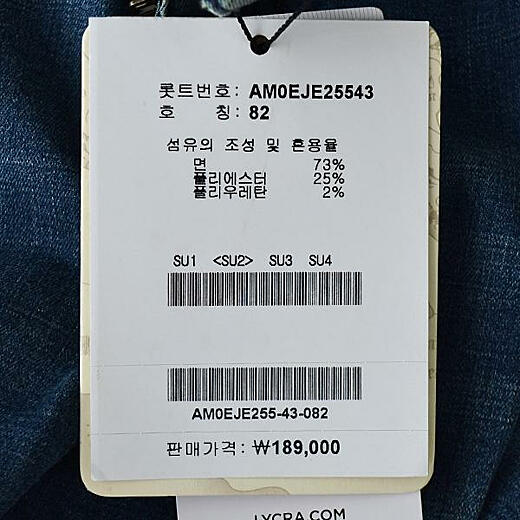 롯트번호: AM0EJE25543
호 칭: 82
섬유의 조성 및 혼용율
면 73%
폴리에스터 25%
폴리우레탄 2%
SU1 <SU2> SU3 SU4
AM0EJE255-43-082
판매가격: ₩189,000
LYCRA.COM